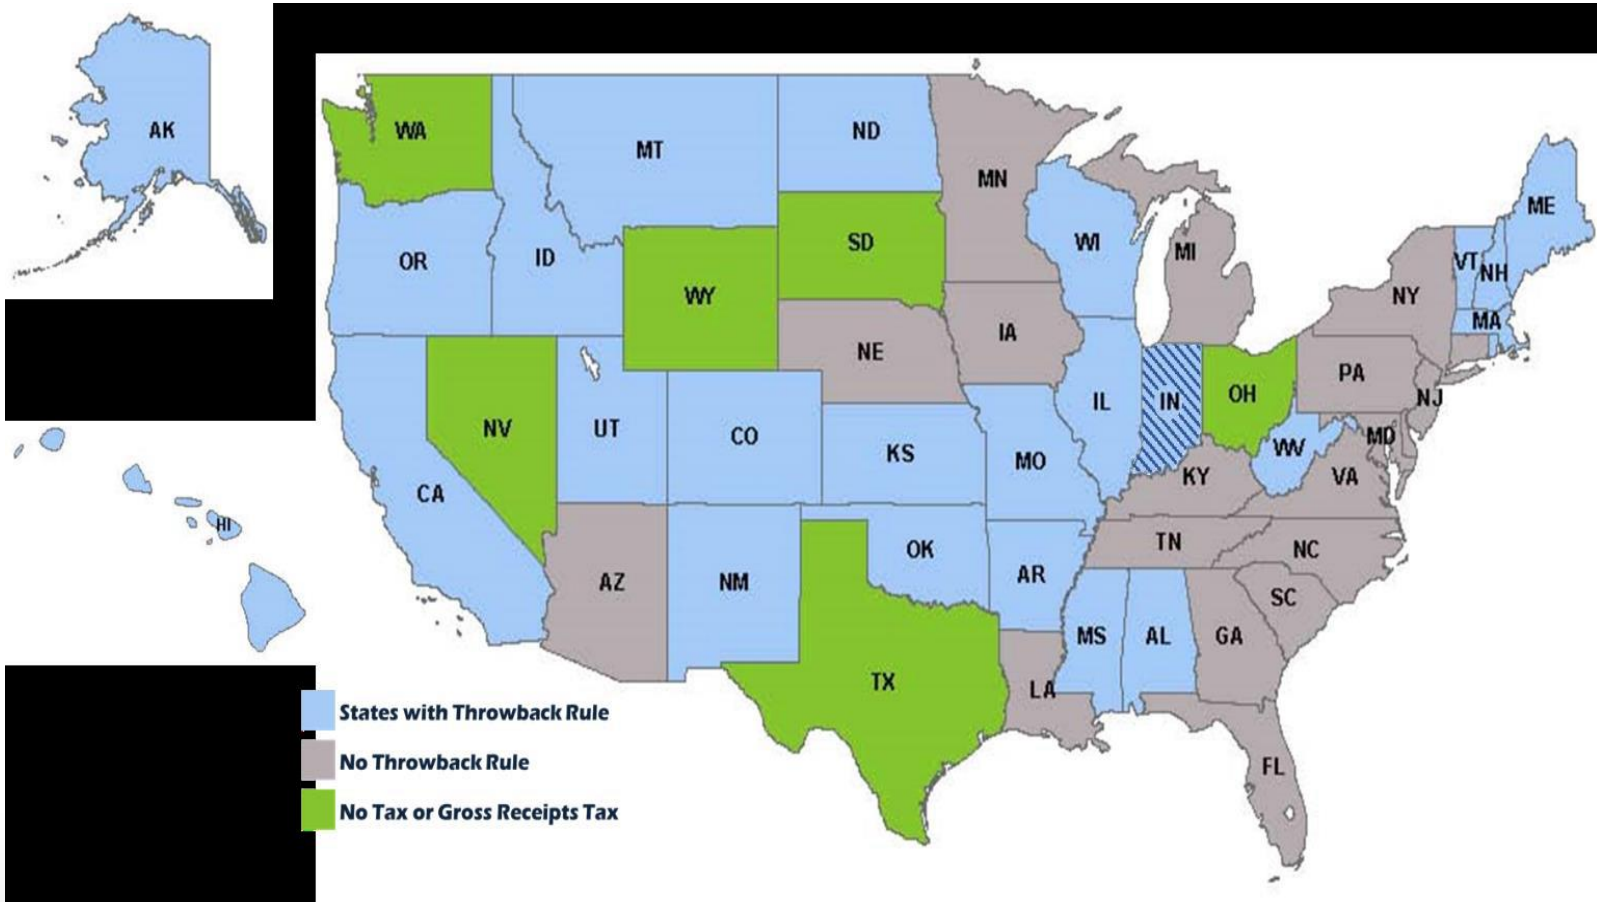 AK
WA
MT
ND
MN
ME
OR
ID
SD
WI
MI
VT
NH
WY
NY
MA
IA
NE
PA
NV
UT
CO
IL
IN
OH
NJ
KS
MO
WV
MD
CA
KY
VA
HI
AZ
NM
OK
AR
TN
NC
SC
MS
AL
GA
TX
LA
FL
States with Throwback Rule
No Throwback Rule
No Tax or Gross Receipts Tax